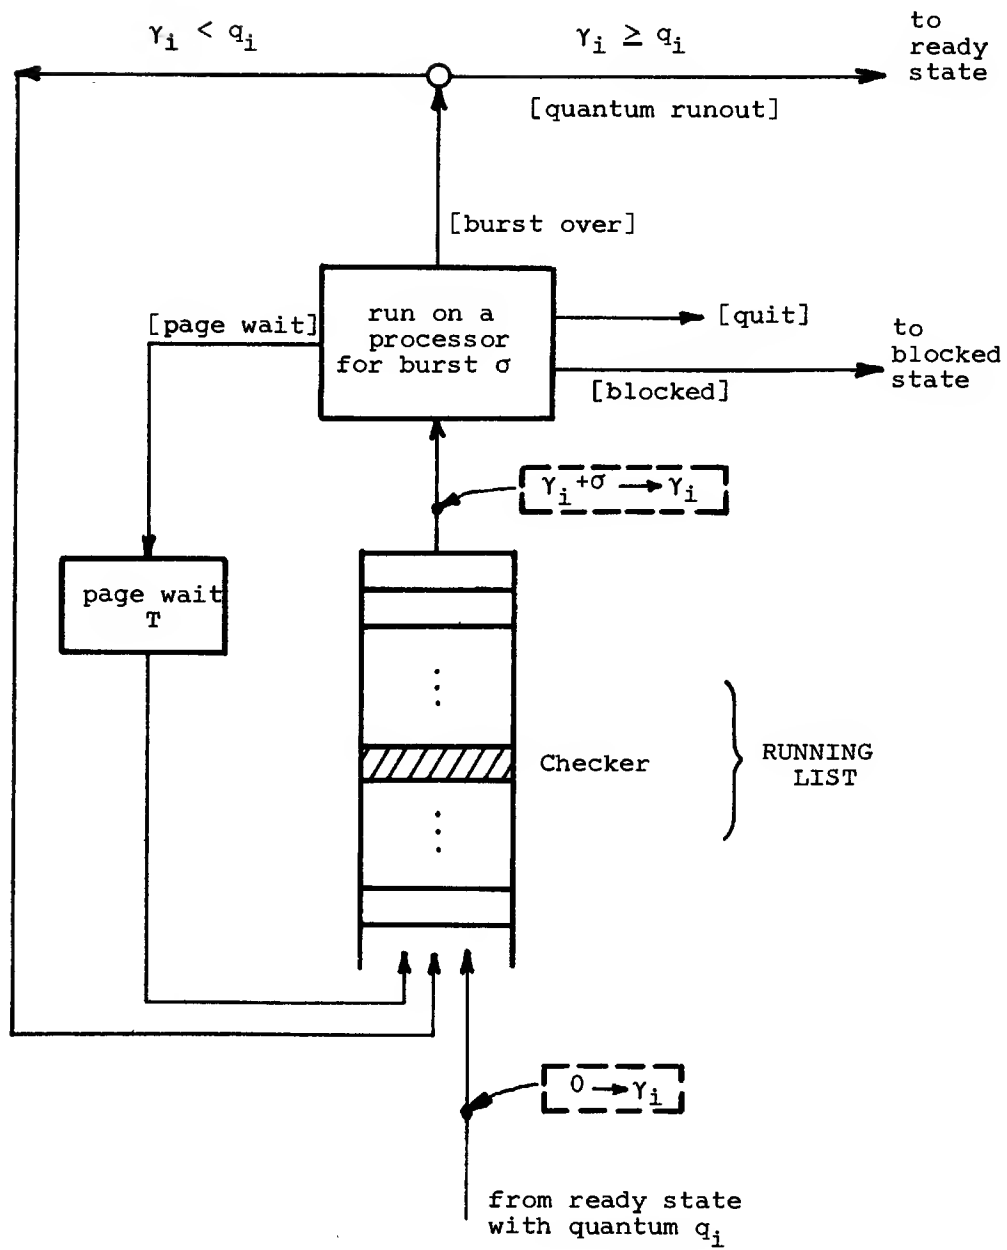 γi < qi
γi ≥ qi
to
ready
state
[quantum runout]
[burst over]
run on a
processor
for burst σ
[page wait]
[quit]
to
blocked
state
[blocked]
γi+σ → γi
page wait
T
Checker
RUNNING
LIST
0 → γi
from ready state
with quantum qi